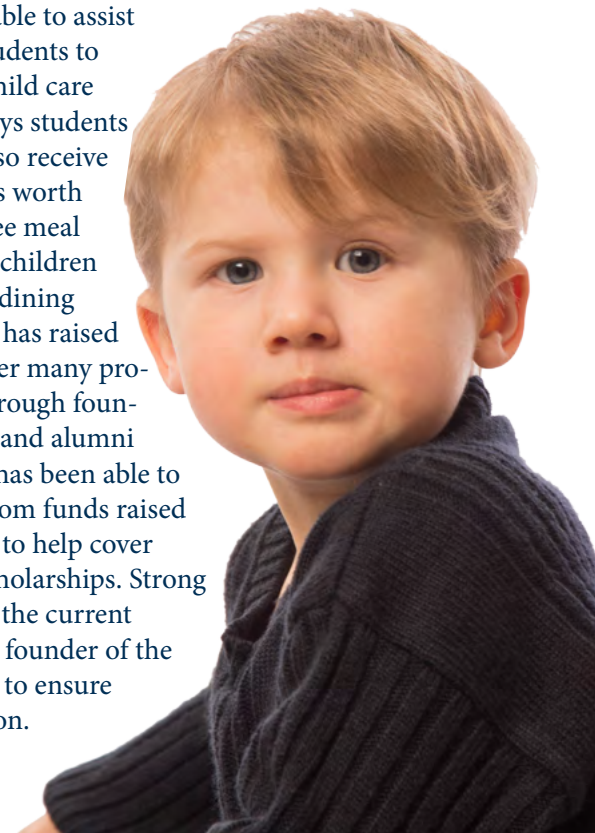 ble to assist
udents to
hild care
ys students
so receive
s worth
ee meal
children
dining
has raised
er many pro-
rough foun-
and alumni
has been able to
om funds raised
to help cover
holarships. Strong
the current
founder of the
to ensure
on.